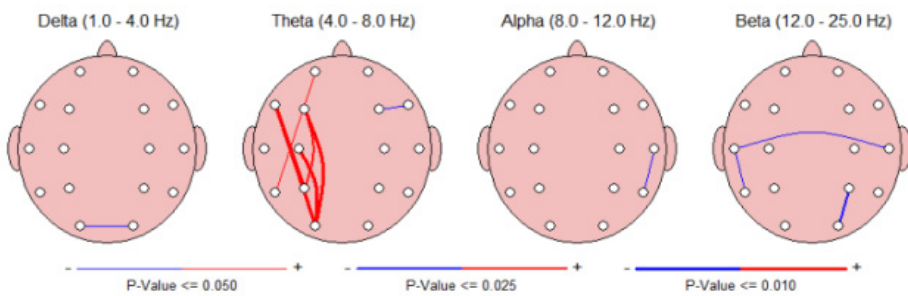 Delta (1.0 - 4.0 Hz) Theta (4.0 - 8.0 Hz) Alpha (8.0 - 12.0 Hz) Beta (12.0 - 25.0 Hz)
- + - + - +
P-Value <= 0.050 P-Value <= 0.025 P-Value <= 0.010